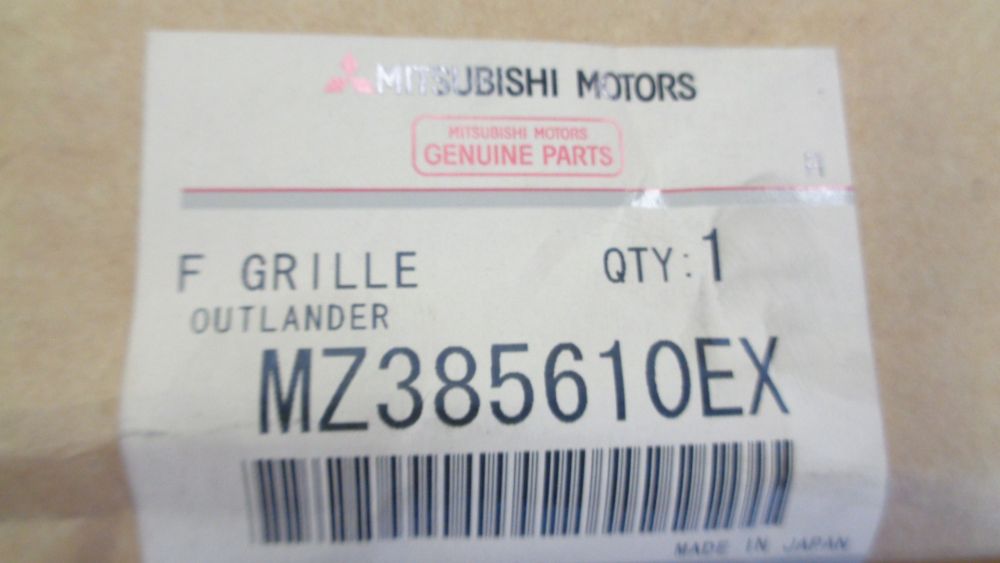 MITSUBISHI MOTORS
MITSUBISHI MOTORS
GENUINE PARTS
F GRILLE QTY:1
OUTLANDER
MZ385610EX
MADE IN JAPAN